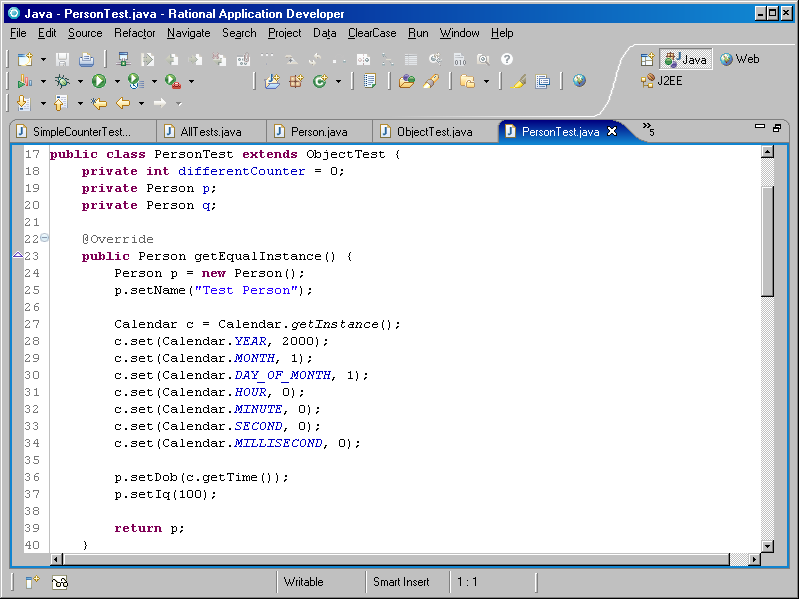 Java - PersonTest.java - Rational Application Developer
File Edit Source Refactor Navigate Search Project Data ClearCase Run Window Help
Java Web
J2EE
SimpleCounterTest... AllTests.java Person.java ObjectTest.java PersonTest.java »5
17 public class PersonTest extends ObjectTest {
18 private int differentCounter = 0;
19 private Person p;
20 private Person q;
21
22 @Override
23 public Person getEqualInstance() {
24 Person p = new Person();
25 p.setName("Test Person");
26
27 Calendar c = Calendar.getInstance();
28 c.set(Calendar.YEAR, 2000);
29 c.set(Calendar.MONTH, 1);
30 c.set(Calendar.DAY_OF_MONTH, 1);
31 c.set(Calendar.HOUR, 0);
32 c.set(Calendar.MINUTE, 0);
33 c.set(Calendar.SECOND, 0);
34 c.set(Calendar.MILLISECOND, 0);
35
36 p.setDob(c.getTime());
37 p.setIq(100);
38
39 return p;
40 }
Writable Smart Insert 1 : 1